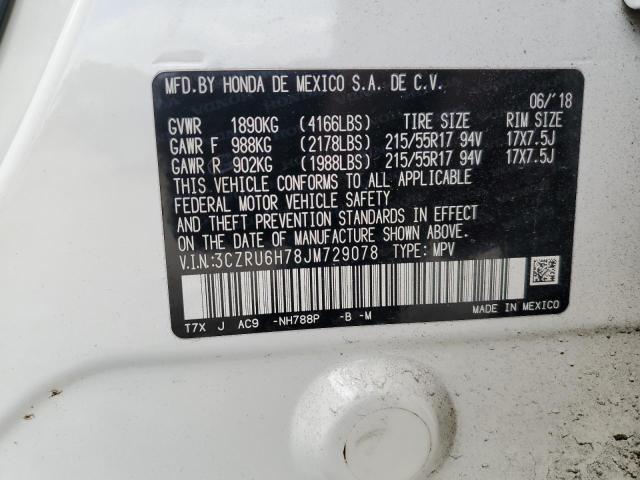 MFD.BY HONDA DE MEXICO S.A. DE C.V.
06/'18
GVWR 1890KG (4166LBS) TIRE SIZE RIM SIZE
GAWR F 988KG (2178LBS) 215/55R17 94V 17X7.5J
GAWR R 902KG (1988LBS) 215/55R17 94V 17X7.5J
THIS VEHICLE CONFORMS TO ALL APPLICABLE
FEDERAL MOTOR VEHICLE SAFETY
AND THEFT PREVENTION STANDARDS IN EFFECT
ON THE DATE OF MANUFACTURE SHOWN ABOVE.
V.I.N.:3CZRU6H78JM729078 TYPE: MPV
T7X J AC9 -NH788P -B -M MADE IN MEXICO